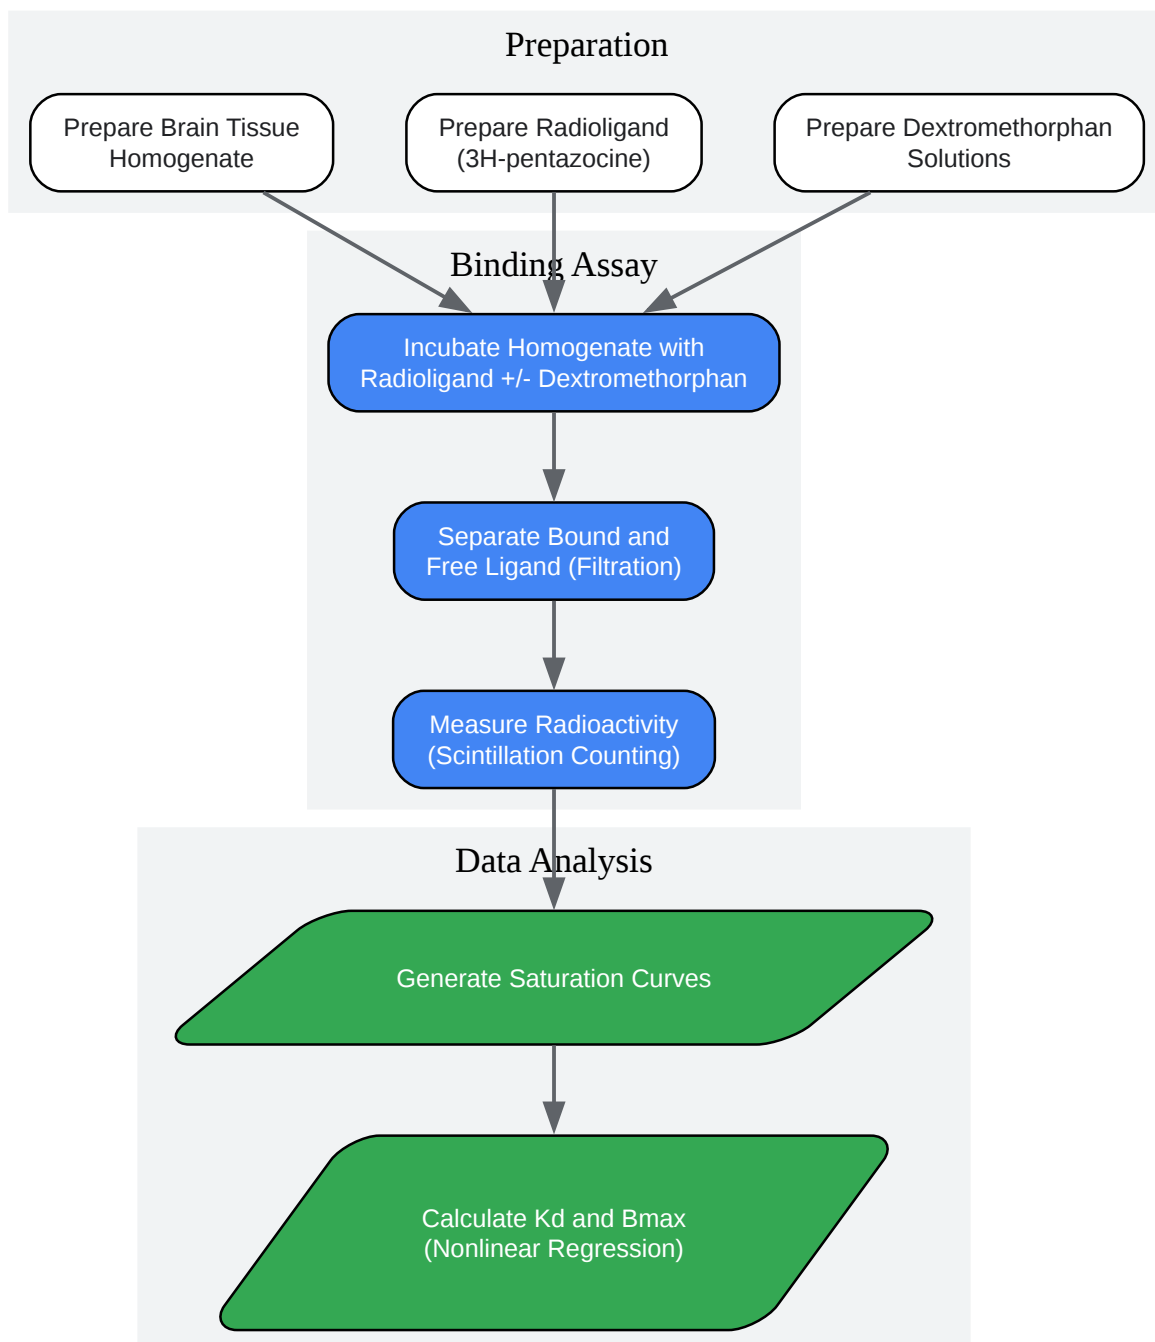 Preparation
Prepare Brain Tissue
Homogenate
Prepare Radioligand
(3H-pentazocine)
Prepare Dextromethorphan
Solutions
Binding Assay
Incubate Homogenate with
Radioligand +/- Dextromethorphan
Separate Bound and
Free Ligand (Filtration)
Measure Radioactivity
(Scintillation Counting)
Data Analysis
Generate Saturation Curves
Calculate Kd and Bmax
(Nonlinear Regression)